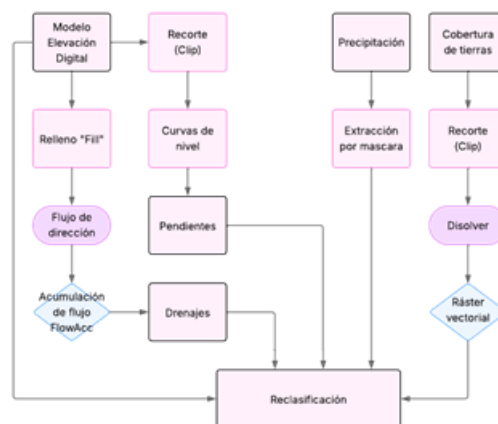 Modelo
Elevación
Digital
Recorte
(Clip)
Precipitación
Cobertura
de tierras
Relleno "Fill"
Curvas de
nivel
Extracción
por mascara
Recorte
(Clip)
Flujo de
dirección
Pendientes
Disolver
Acumulación
de flujo
FlowAcc
Drenajes
Ráster
vectorial
Reclasificación